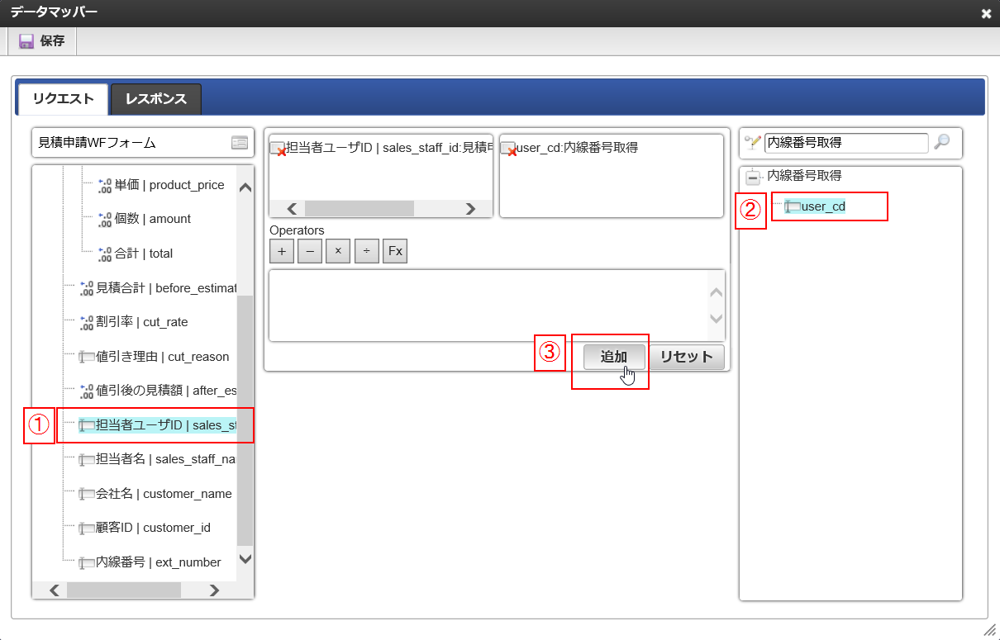 データマッパー
保存
リクエスト
レスポンス
見積申請WFフォーム
単価 | product_price
個数 | amount
合計 | total
見積合計 | before_estimat
割引率 | cut_rate
値引き理由 | cut_reason
値引後の見積額 | after_es
①
担当者ユーザID | sales_st
担当者名 | sales_staff_na
会社名 | customer_name
顧客ID | customer_id
内線番号 | ext_number
担当者ユーザID | sales_staff_id:見積申
user_cd:内線番号取得
Operators
+
−
×
÷
Fx
③
追加
リセット
内線番号取得
内線番号取得
②
user_cd